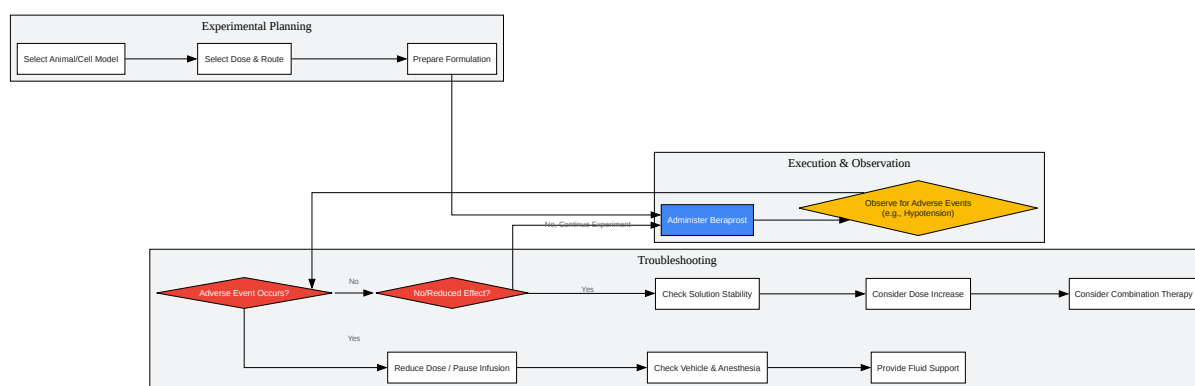 Experimental Planning
Select Animal/Cell Model
Select Dose & Route
Prepare Formulation
Execution & Observation
Observe for Adverse Events
(e.g., Hypotension)
Administer Beraprost
No, Continue Experiment
Troubleshooting
Adverse Event Occurs?
No
No/Reduced Effect?
Yes
Check Solution Stability
Consider Dose Increase
Consider Combination Therapy
Yes
Reduce Dose / Pause Infusion
Check Vehicle & Anesthesia
Provide Fluid Support